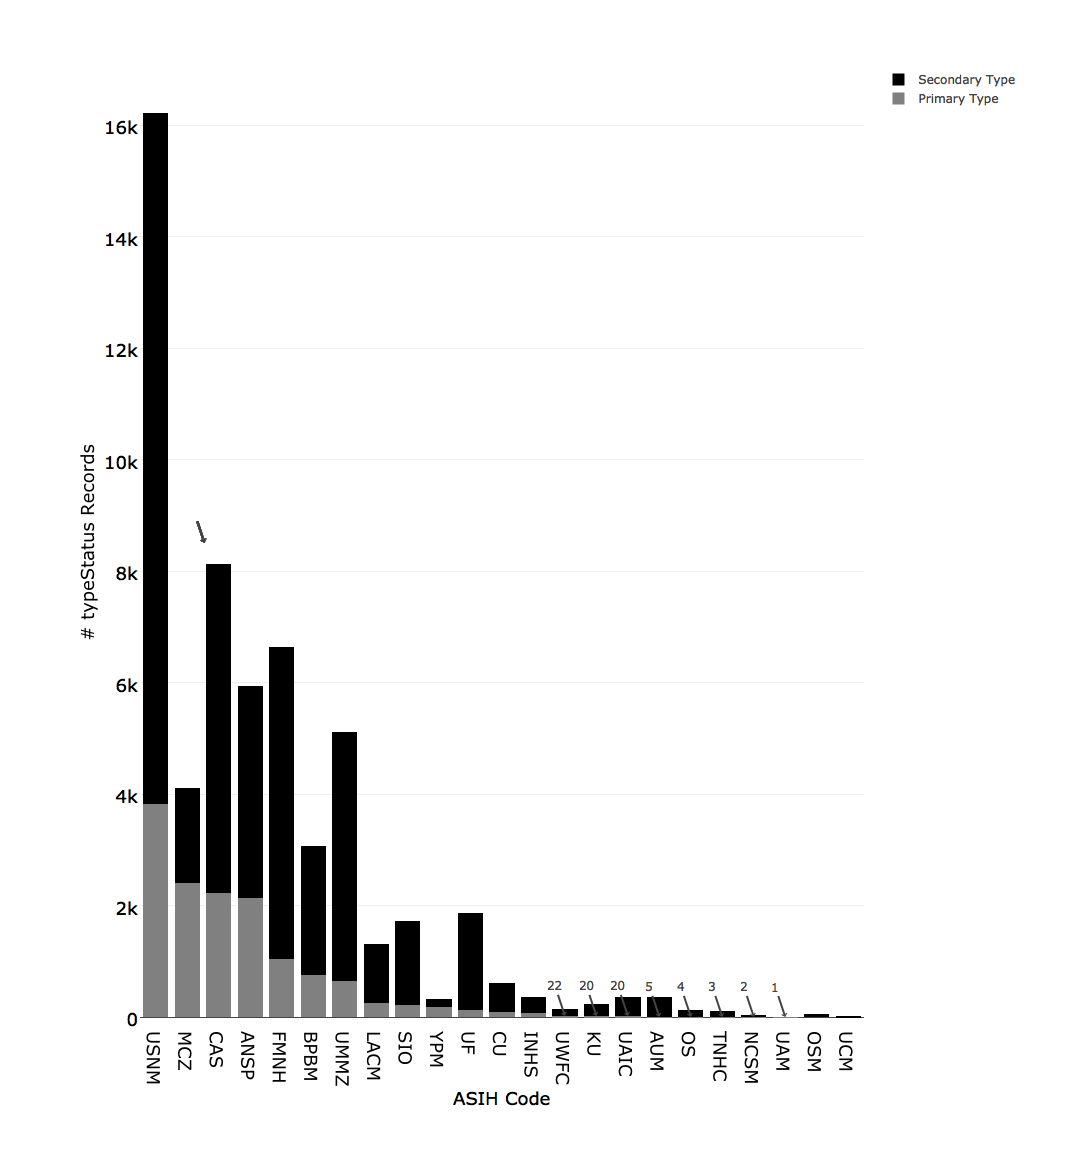 Secondary Type
Primary Type
16k
14k
12k
10k
8k
6k
4k
2k
0
# typeStatus Records
22
20
20
5
4
3
2
1
USNM
MCZ
CAS
ANSP
FMNH
BPBM
UMMZ
LACM
SIO
YPM
UF
CU
INHS
UWFC
KU
UAIC
AUM
OS
TNHC
NCSM
UAM
OSM
UCM
ASIH Code